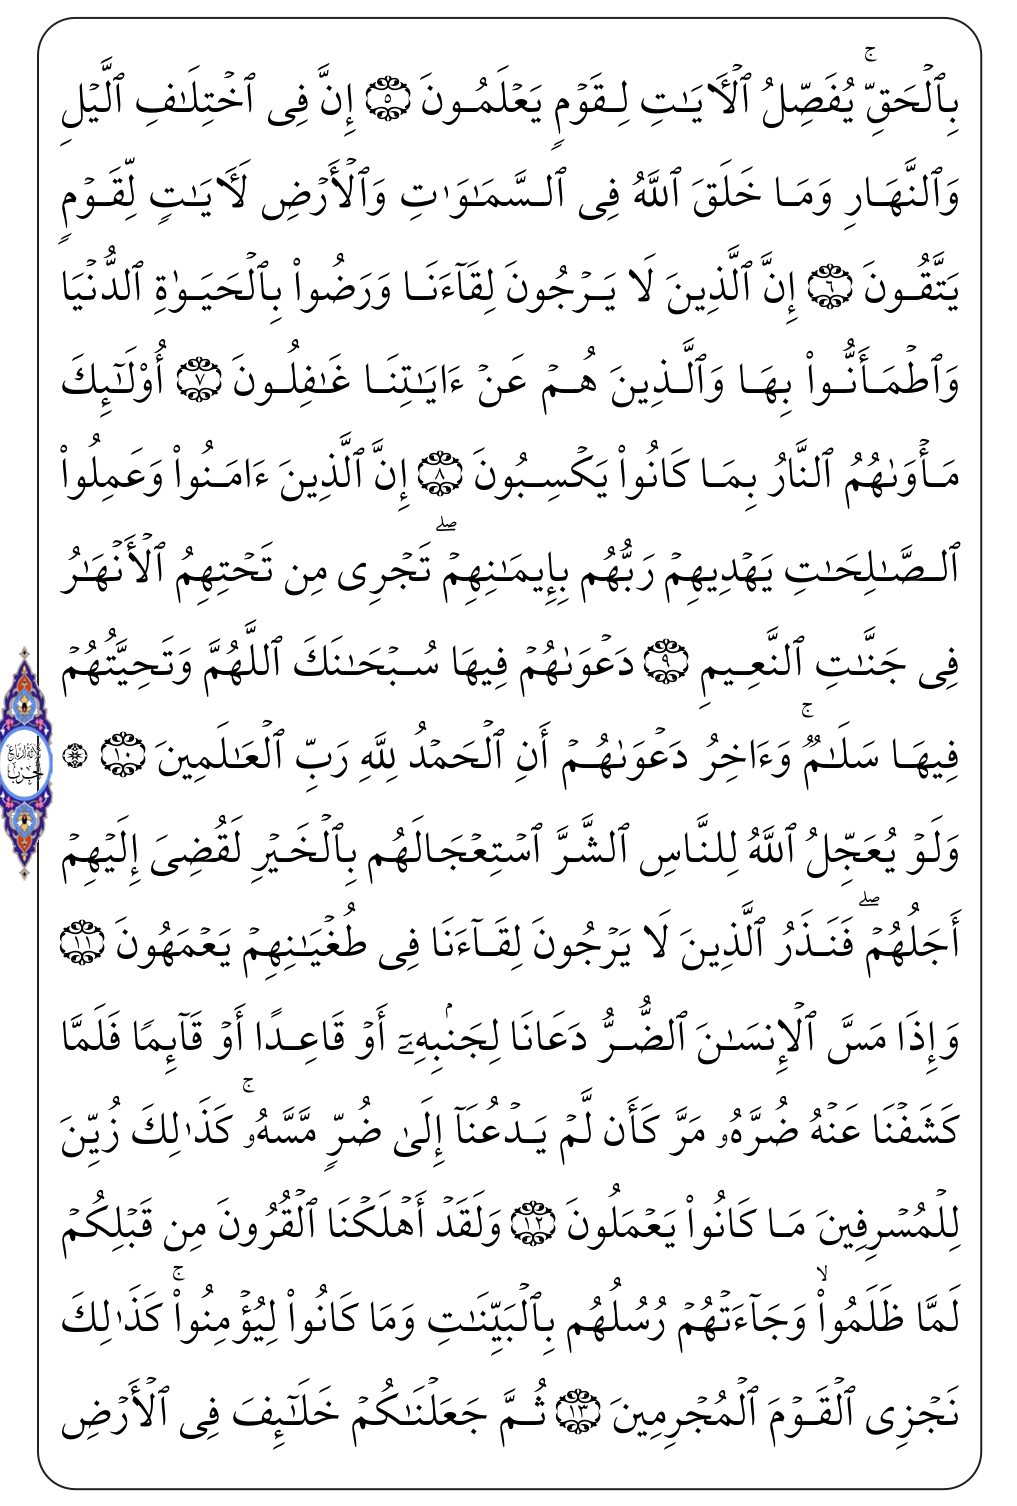 بِٱلۡحَقِّۚ يُفَصِّلُ ٱلۡأٓيَٰتِ لِقَوۡمٖ يَعۡلَمُونَ ٥ إِنَّ فِي ٱخۡتِلَٰفِ ٱلَّيۡلِ
وَٱلنَّهَارِ وَمَا خَلَقَ ٱللَّهُ فِي ٱلسَّمَٰوَٰتِ وَٱلۡأَرۡضِ لَأٓيَٰتٖ لِّقَوۡمٖ
يَتَّقُونَ ٦ إِنَّ ٱلَّذِينَ لَا يَرۡجُونَ لِقَآءَنَا وَرَضُواْ بِٱلۡحَيَوٰةِ ٱلدُّنۡيَا
وَٱطۡمَأَنُّواْ بِهَا وَٱلَّذِينَ هُمۡ عَنۡ ءَايَٰتِنَا غَٰفِلُونَ ٧ أُوْلَٰٓئِكَ
مَأۡوَىٰهُمُ ٱلنَّارُ بِمَا كَانُواْ يَكۡسِبُونَ ٨ إِنَّ ٱلَّذِينَ ءَامَنُواْ وَعَمِلُواْ
ٱلصَّٰلِحَٰتِ يَهۡدِيهِمۡ رَبُّهُم بِإِيمَٰنِهِمۡۖ تَجۡرِي مِن تَحۡتِهِمُ ٱلۡأَنۡهَٰرُ
فِي جَنَّٰتِ ٱلنَّعِيمِ ٩ دَعۡوَىٰهُمۡ فِيهَا سُبۡحَٰنَكَ ٱللَّهُمَّ وَتَحِيَّتُهُمۡ
فِيهَا سَلَٰمٞۚ وَءَاخِرُ دَعۡوَىٰهُمۡ أَنِ ٱلۡحَمۡدُ لِلَّهِ رَبِّ ٱلۡعَٰلَمِينَ ١٠ ۞
وَلَوۡ يُعَجِّلُ ٱللَّهُ لِلنَّاسِ ٱلشَّرَّ ٱسۡتِعۡجَالَهُم بِٱلۡخَيۡرِ لَقُضِيَ إِلَيۡهِمۡ
أَجَلُهُمۡۖ فَنَذَرُ ٱلَّذِينَ لَا يَرۡجُونَ لِقَآءَنَا فِي طُغۡيَٰنِهِمۡ يَعۡمَهُونَ ١١
وَإِذَا مَسَّ ٱلۡإِنسَٰنَ ٱلضُّرُّ دَعَانَا لِجَنۢبِهِۦٓ أَوۡ قَاعِدًا أَوۡ قَآئِمٗا فَلَمَّا
كَشَفۡنَا عَنۡهُ ضُرَّهُۥ مَرَّ كَأَن لَّمۡ يَدۡعُنَآ إِلَىٰ ضُرّٖ مَّسَّهُۥۚ كَذَٰلِكَ زُيِّنَ
لِلۡمُسۡرِفِينَ مَا كَانُواْ يَعۡمَلُونَ ١٢ وَلَقَدۡ أَهۡلَكۡنَا ٱلۡقُرُونَ مِن قَبۡلِكُمۡ
لَمَّا ظَلَمُواْۙ وَجَآءَتۡهُمۡ رُسُلُهُم بِٱلۡبَيِّنَٰتِ وَمَا كَانُواْ لِيُؤۡمِنُواْۚ كَذَٰلِكَ
نَجۡزِي ٱلۡقَوۡمَ ٱلۡمُجۡرِمِينَ ١٣ ثُمَّ جَعَلۡنَٰكُمۡ خَلَٰٓئِفَ فِي ٱلۡأَرۡضِ